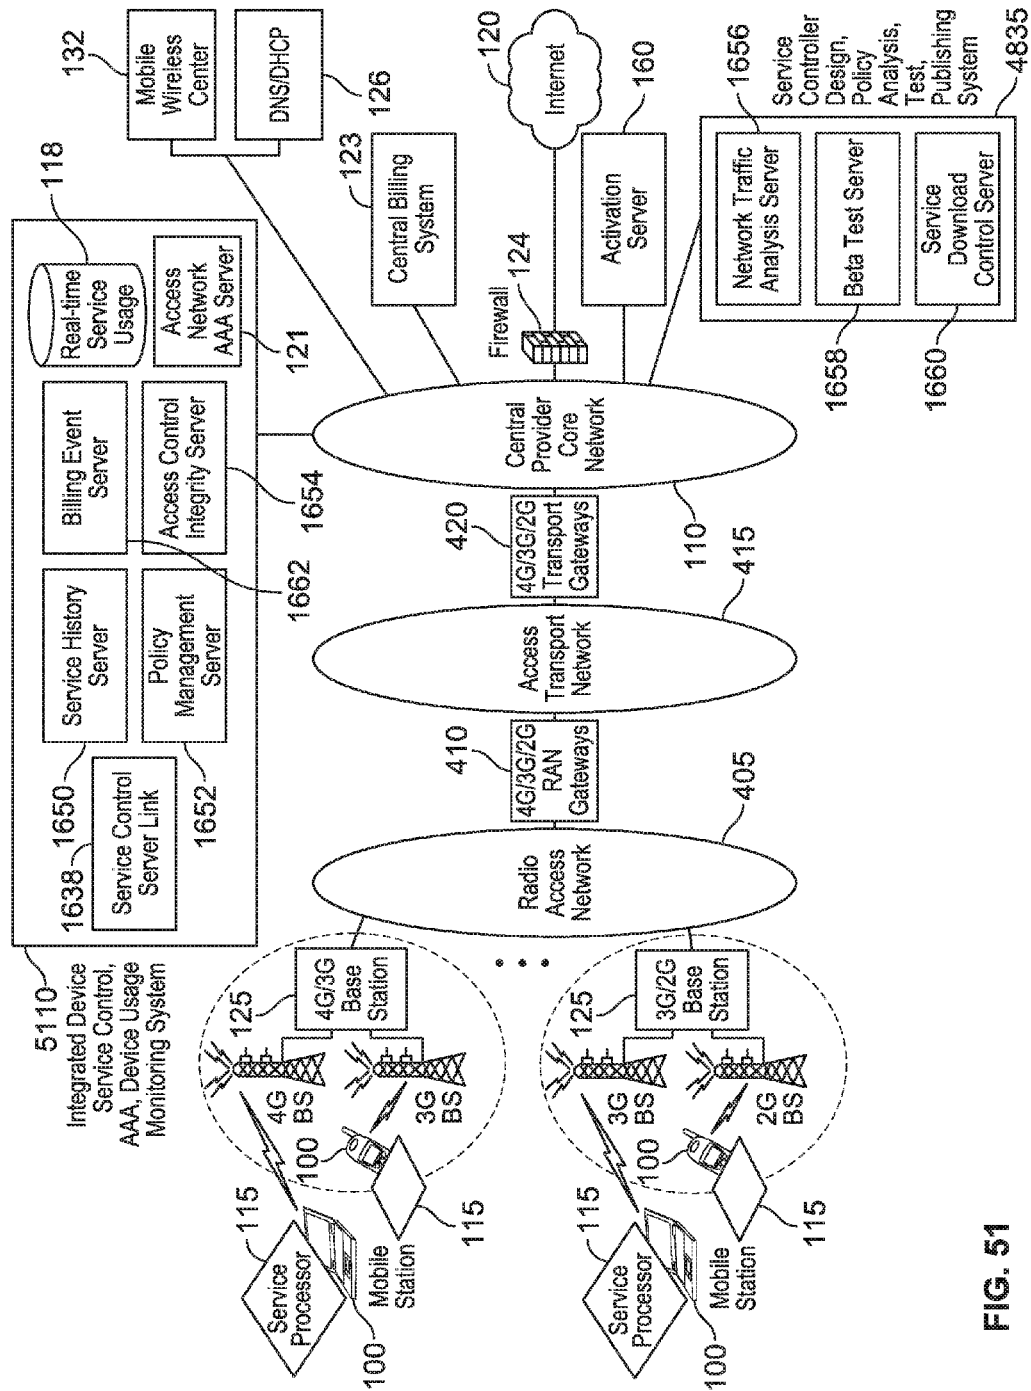 5110
Integrated Device
Service Control,
AAA, Device Usage
Monitoring System
1638
Service Control
Server Link
1650
Service History
Server
1652
Policy
Management
Server
1662
Billing Event
Server
1654
Access Control
Integrity Server
118
Real-time
Service
Usage
121
Access
Network
AAA Server
132
Mobile
Wireless
Center
DNS/DHCP
126
123
Central Billing
System
120
Internet
124
Firewall
160
Activation
Server
1656
Network Traffic
Analysis Server
1658
Beta Test Server
1660
Service
Download
Control Server
Service
Controller
Design,
Policy
Analysis,
Test,
Publishing
System
4835
Central
Provider
Core
Network
110
420
4G/3G/2G
Transport
Gateways
415
Access
Transport
Network
410
4G/3G/2G
RAN
Gateways
405
Radio
Access
Network
125
4G/3G
Base
Station
4G
BS
3G
BS
100
115
115
Service
Processor
Mobile
Station
100
125
3G/2G
Base
Station
3G
BS
2G
BS
100
115
115
Service
Processor
Mobile
Station
100
FIG. 51